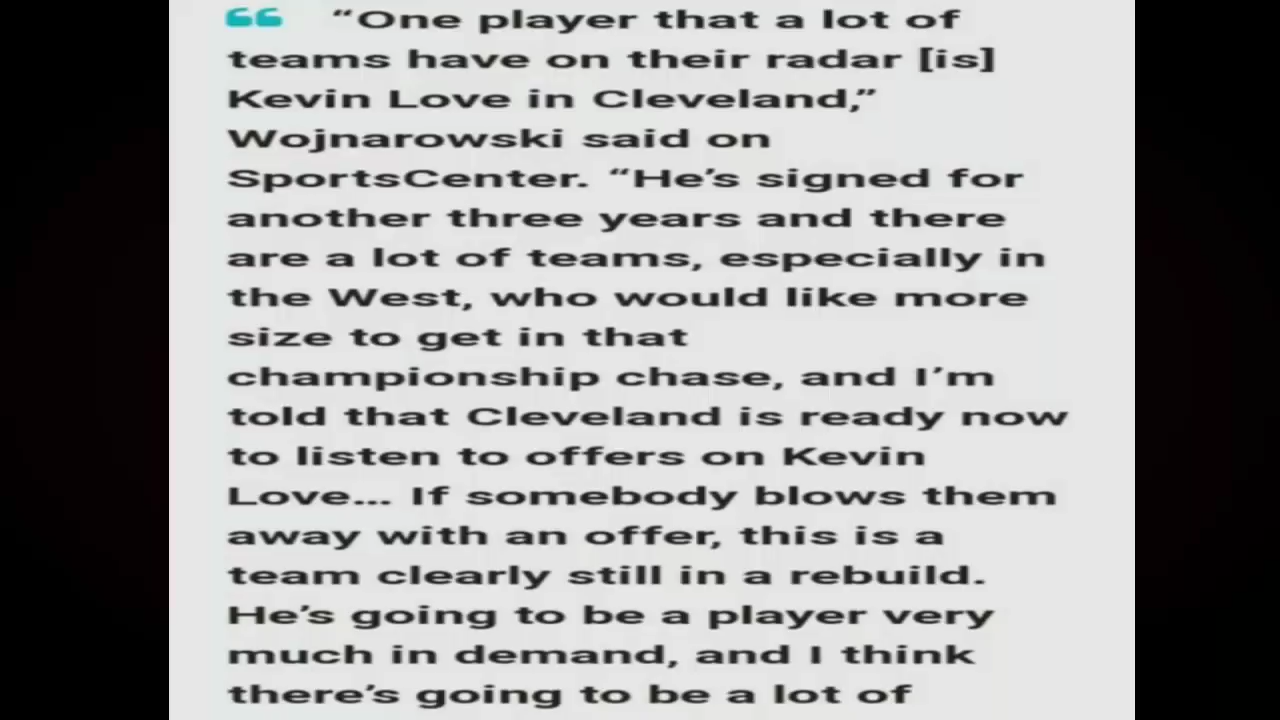 “One player that a lot of
teams have on their radar [is]
Kevin Love in Cleveland,”
Wojnarowski said on
SportsCenter. “He’s signed for
another three years and there
are a lot of teams, especially in
the West, who would like more
size to get in that
championship chase, and I’m
told that Cleveland is ready now
to listen to offers on Kevin
Love... If somebody blows them
away with an offer, this is a
team clearly still in a rebuild.
He’s going to be a player very
much in demand, and I think
there’s going to be a lot of